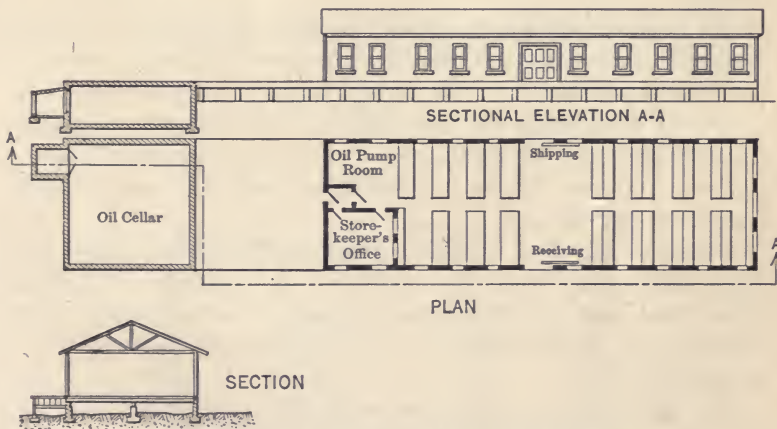 SECTIONAL ELEVATION A-A
A
Oil Pump
Room
Shipping
Oil Cellar
Store-
keeper's
Office
Receiving
A
PLAN
SECTION